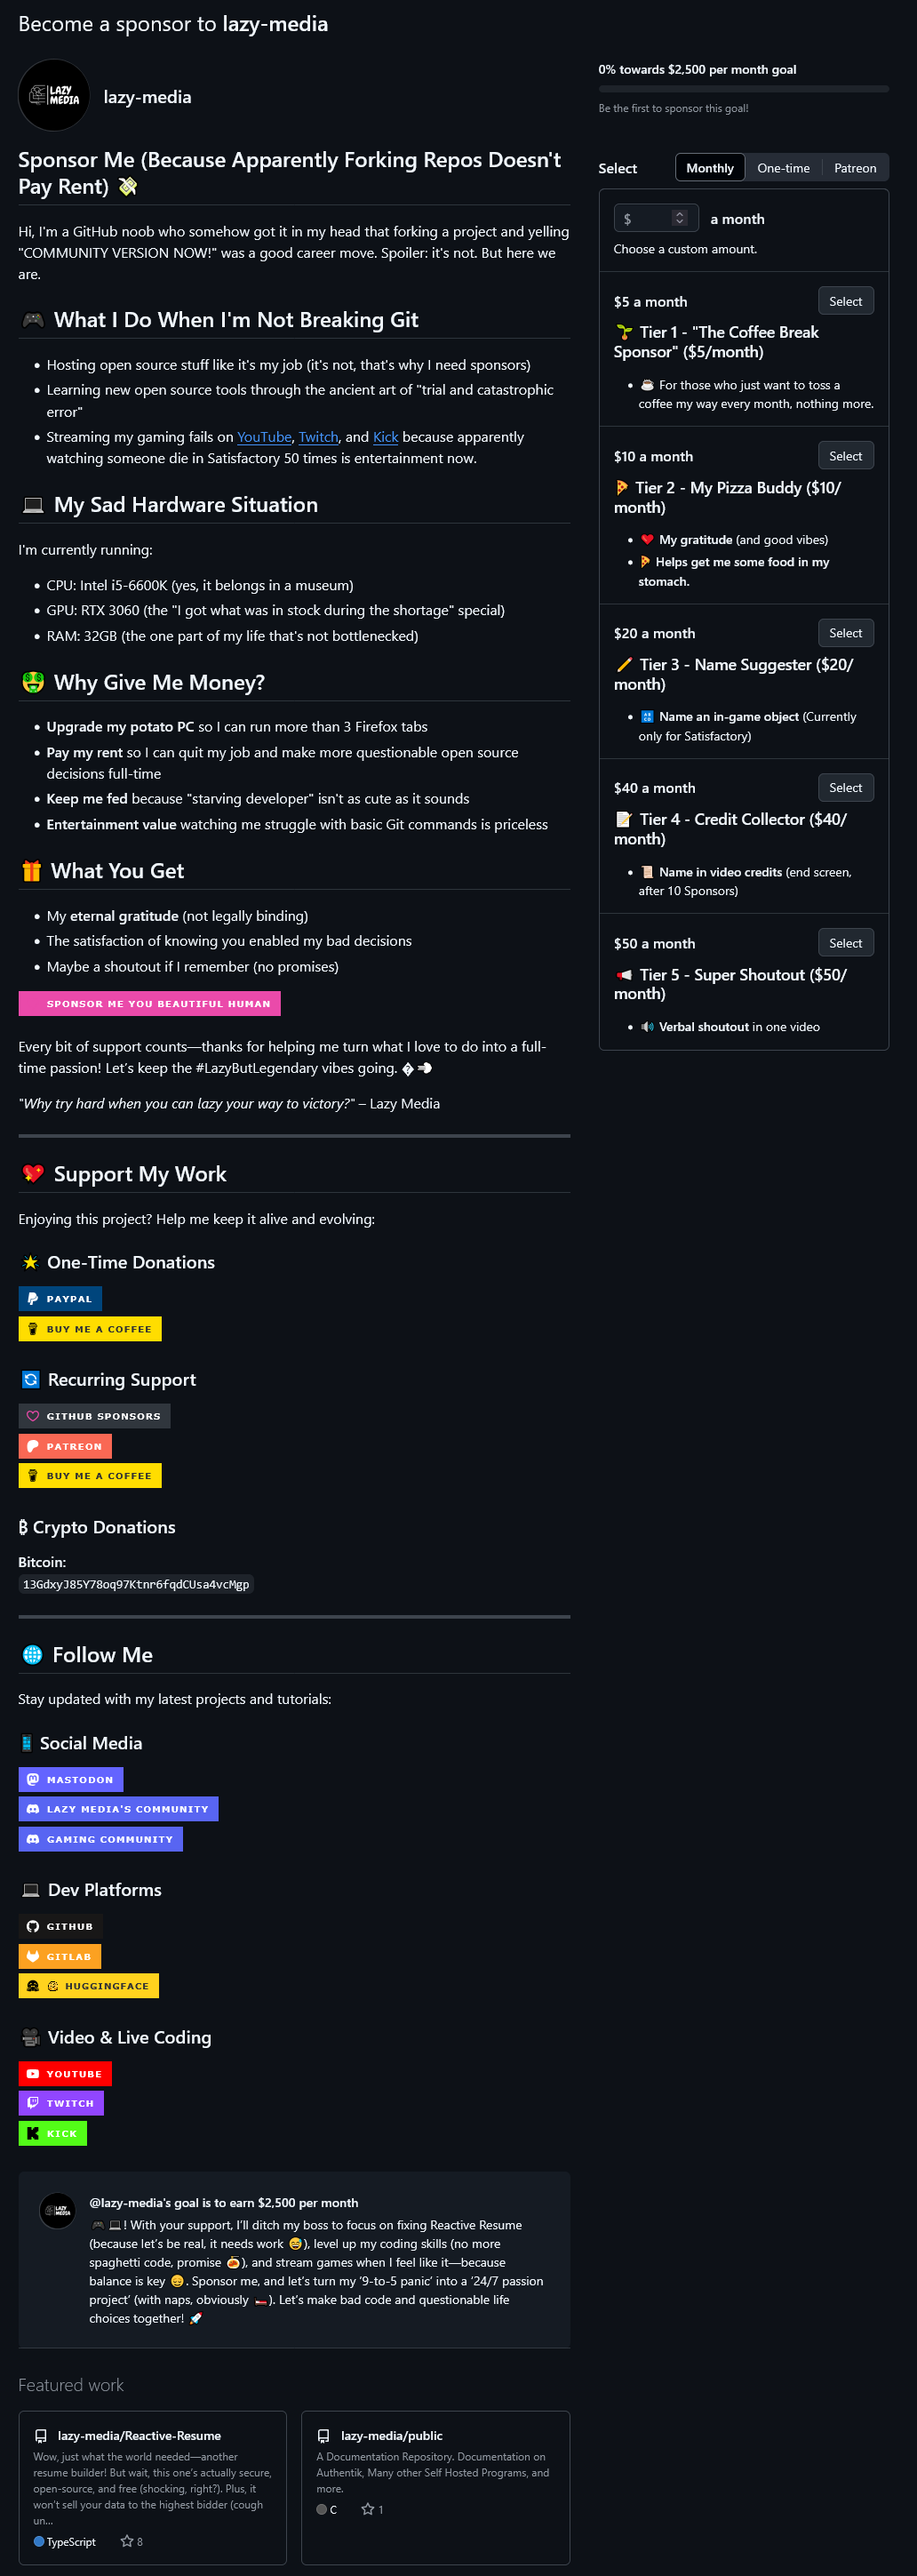 Become a sponsor to lazy-media
LAZY
MEDIA
lazy-media
Sponsor Me (Because Apparently Forking Repos Doesn't
Pay Rent) 💸
Hi, I'm a GitHub noob who somehow got it in my head that forking a project and yelling
"COMMUNITY VERSION NOW!" was a good career move. Spoiler: it's not. But here we
are.
🎮 What I Do When I'm Not Breaking Git
• Hosting open source stuff like it's my job (it's not, that's why I need sponsors)
• Learning new open source tools through the ancient art of "trial and catastrophic
error"
• Streaming my gaming fails on YouTube, Twitch, and Kick because apparently
watching someone die in Satisfactory 50 times is entertainment now.
💻 My Sad Hardware Situation
I'm currently running:
• CPU: Intel i5-6600K (yes, it belongs in a museum)
• GPU: RTX 3060 (the "I got what was in stock during the shortage" special)
• RAM: 32GB (the one part of my life that's not bottlenecked)
🤑 Why Give Me Money?
• Upgrade my potato PC so I can run more than 3 Firefox tabs
• Pay my rent so I can quit my job and make more questionable open source
decisions full-time
• Keep me fed because "starving developer" isn't as cute as it sounds
• Entertainment value watching me struggle with basic Git commands is priceless
🎁 What You Get
• My eternal gratitude (not legally binding)
• The satisfaction of knowing you enabled my bad decisions
• Maybe a shoutout if I remember (no promises)
SPONSOR ME YOU BEAUTIFUL HUMAN
Every bit of support counts—thanks for helping me turn what I love to do into a full-
time passion! Let’s keep the #LazyButLegendary vibes going. �💨
"Why try hard when you can lazy your way to victory?" – Lazy Media
💖 Support My Work
Enjoying this project? Help me keep it alive and evolving:
🌟 One-Time Donations
PAYPAL
BUY ME A COFFEE
🔄 Recurring Support
GITHUB SPONSORS
PATREON
BUY ME A COFFEE
₿ Crypto Donations
Bitcoin:
13GdxyJ85Y78oq97Ktnr6fqdCUsa4vcMgp
🌐 Follow Me
Stay updated with my latest projects and tutorials:
📱 Social Media
MASTODON
LAZY MEDIA'S COMMUNITY
GAMING COMMUNITY
💻 Dev Platforms
GITHUB
GITLAB
🤗 HUGGINGFACE
🎥 Video & Live Coding
YOUTUBE
TWITCH
KICK
LAZY
MEDIA
@lazy-media's goal is to earn $2,500 per month
🎮💻! With your support, I’ll ditch my boss to focus on fixing Reactive Resume
(because let’s be real, it needs work 😅), level up my coding skills (no more
spaghetti code, promise 🍝), and stream games when I feel like it—because
balance is key 😌. Sponsor me, and let’s turn my ‘9-to-5 panic’ into a ‘24/7 passion
project’ (with naps, obviously 🛌). Let’s make bad code and questionable life
choices together! 🚀
Featured work
lazy-media/Reactive-Resume
Wow, just what the world needed—another
resume builder! But wait, this one’s actually secure,
open-source, and free (shocking, right?). Plus, it
won’t sell your data to the highest bidder (cough
un...
TypeScript 8
lazy-media/public
A Documentation Repository. Documentation on
Authentik, Many other Self Hosted Programs, and
more.
C 1
0% towards $2,500 per month goal
Be the first to sponsor this goal!
Select Monthly One-time Patreon
$ a month
Choose a custom amount.
$5 a month Select
🌱 Tier 1 - "The Coffee Break
Sponsor" ($5/month)
• ☕ For those who just want to toss a
coffee my way every month, nothing more.
$10 a month Select
🍕 Tier 2 - My Pizza Buddy ($10/
month)
• ❤️ My gratitude (and good vibes)
• 🍕 Helps get me some food in my
stomach.
$20 a month Select
✏️ Tier 3 - Name Suggester ($20/
month)
• 🔠 Name an in-game object (Currently
only for Satisfactory)
$40 a month Select
📝 Tier 4 - Credit Collector ($40/
month)
• 📜 Name in video credits (end screen,
after 10 Sponsors)
$50 a month Select
📢 Tier 5 - Super Shoutout ($50/
month)
• 🔊 Verbal shoutout in one video